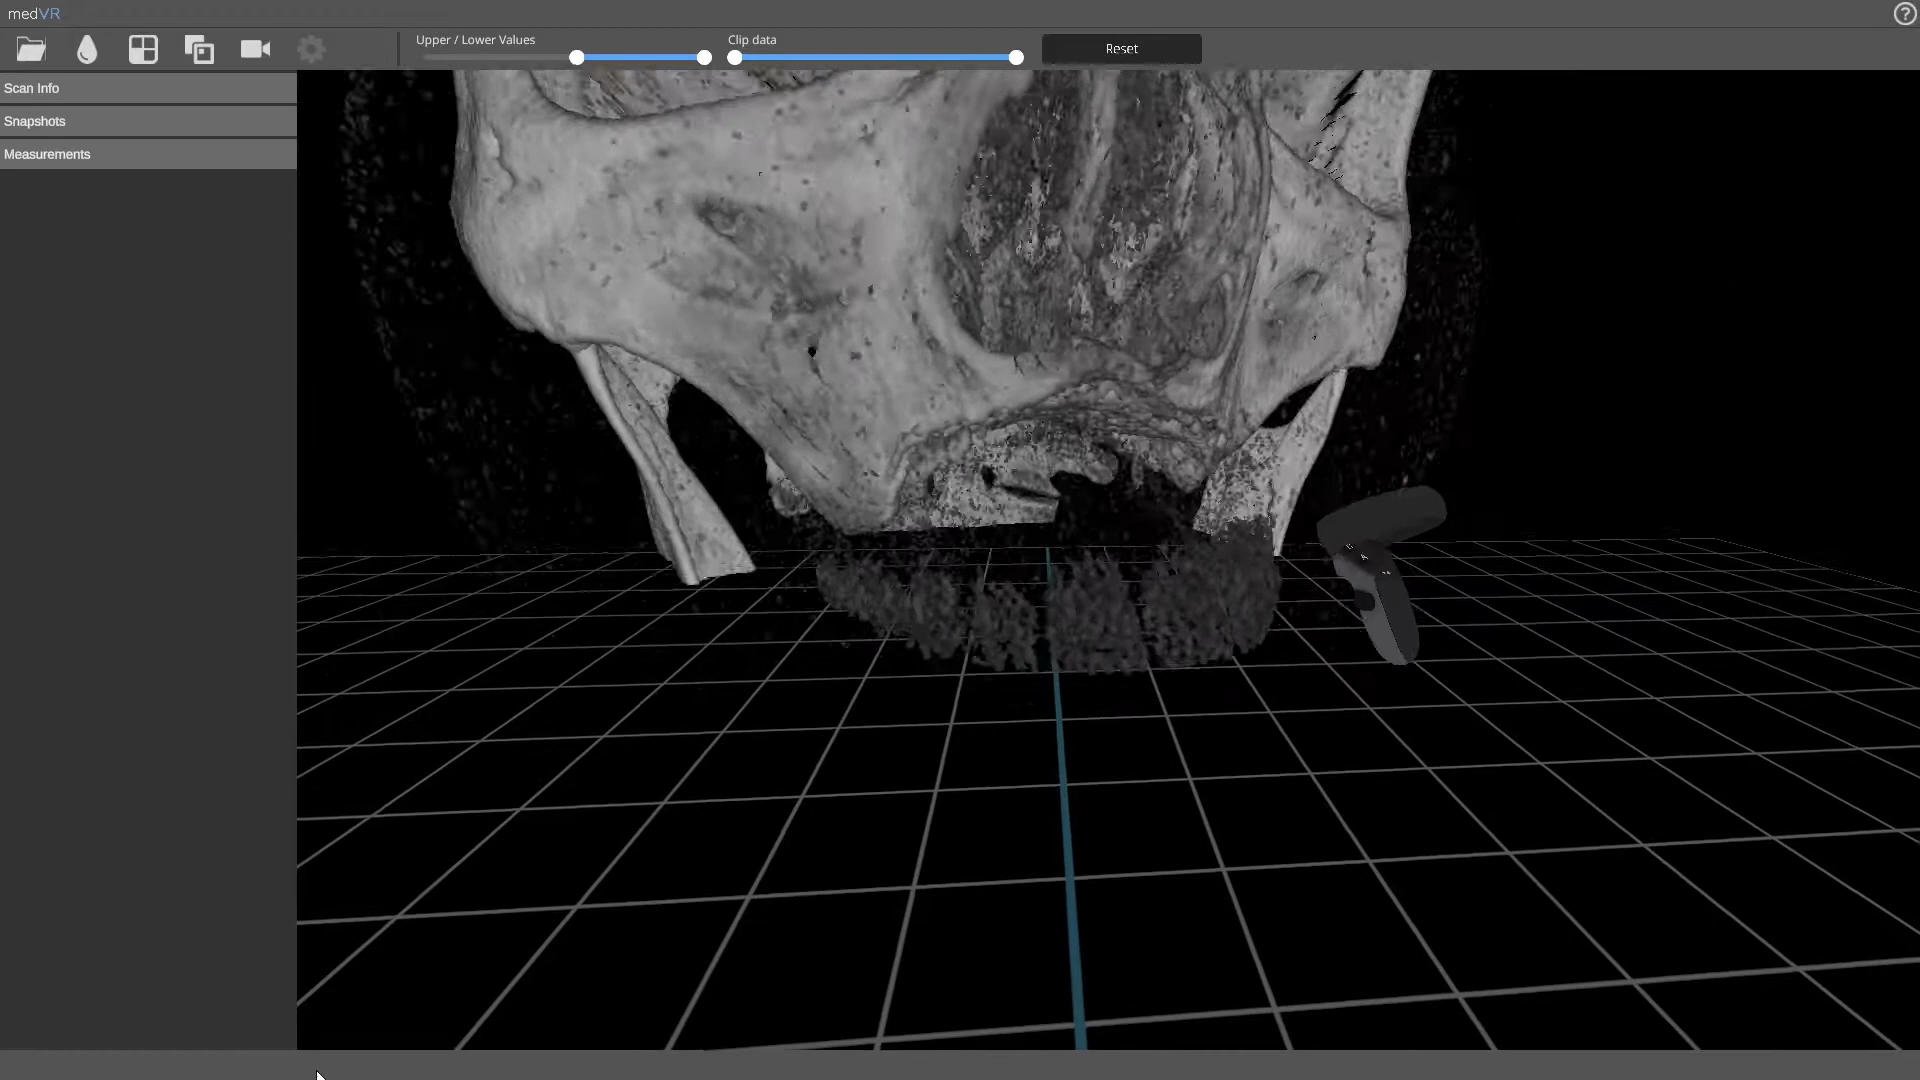 medVR
?
Upper / Lower Values
Clip data
Reset
Scan Info
Snapshots
Measurements